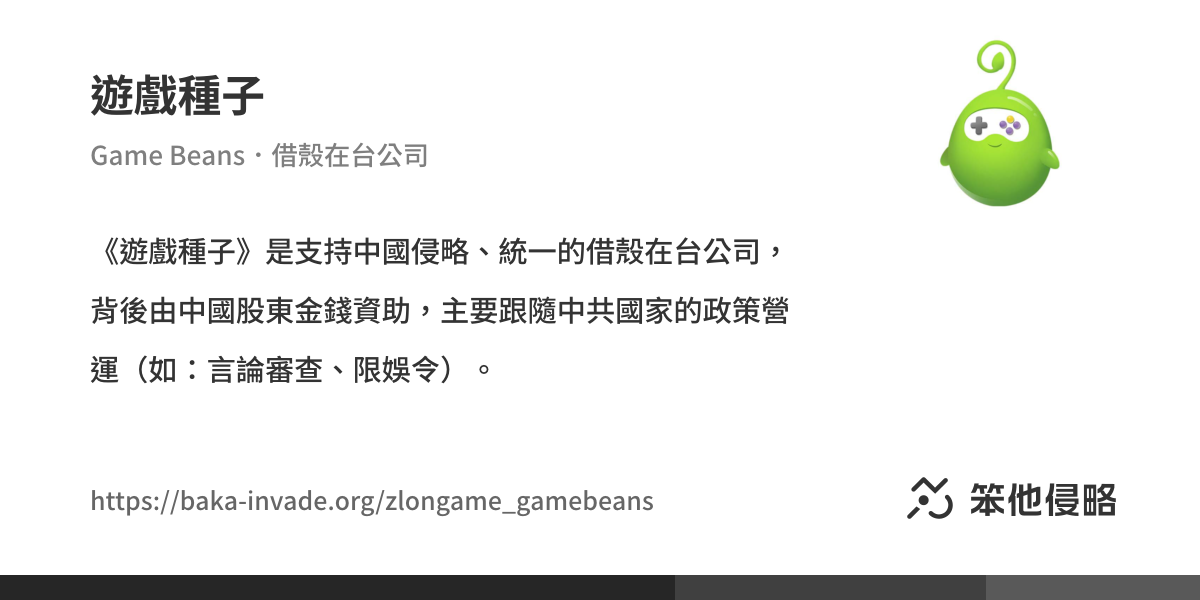 遊戲種子
Game Beans・借殼在台公司
《遊戲種子》是支持中國侵略、統一的借殼在台公司，
背後由中國股東金錢資助，主要跟隨中共國家的政策營
運（如：言論審查、限娛令）。
https://baka-invade.org/zlongame_gamebeans
笨他侵略